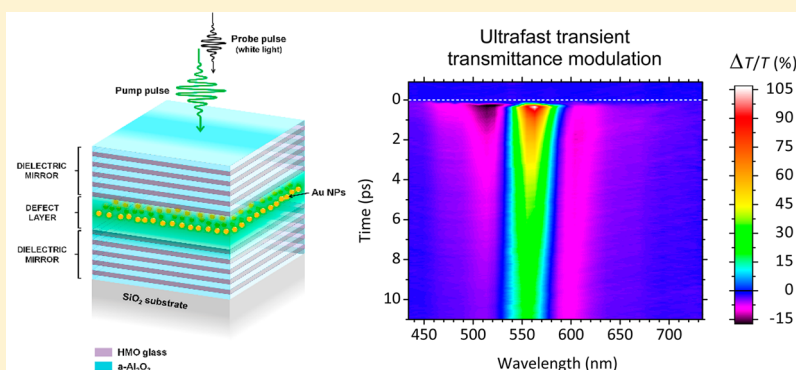 Probe pulse
(white light)
Pump pulse
DIELECTRIC
MIRROR
DEFECT
LAYER
DIELECTRIC
MIRROR
Au NPs
SiO₂ substrate
HMO glass
a-Al₂O₃
Ultrafast transient
transmittance modulation
ΔT/T (%)
Time (ps)
0
2
4
6
8
10
450 500 550 600 650 700
Wavelength (nm)
105
90
75
60
45
30
15
0
-15